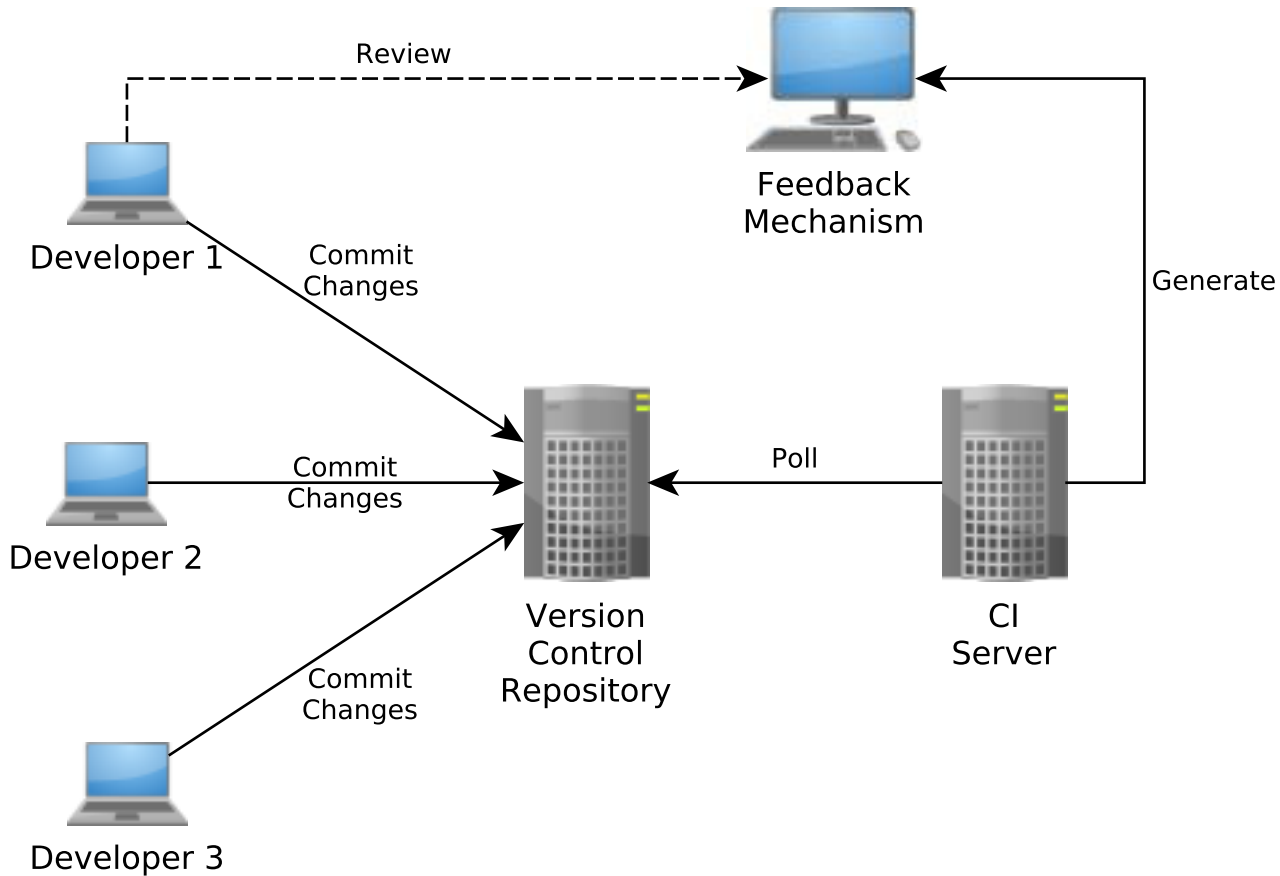 Review
Feedback
Mechanism
Developer 1
Commit
Changes
Generate
Commit
Changes
Poll
Developer 2
Version
Control
Repository
CI
Server
Commit
Changes
Developer 3